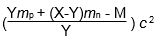 (Ymp + (X-Y)mn - M
Y
) c²